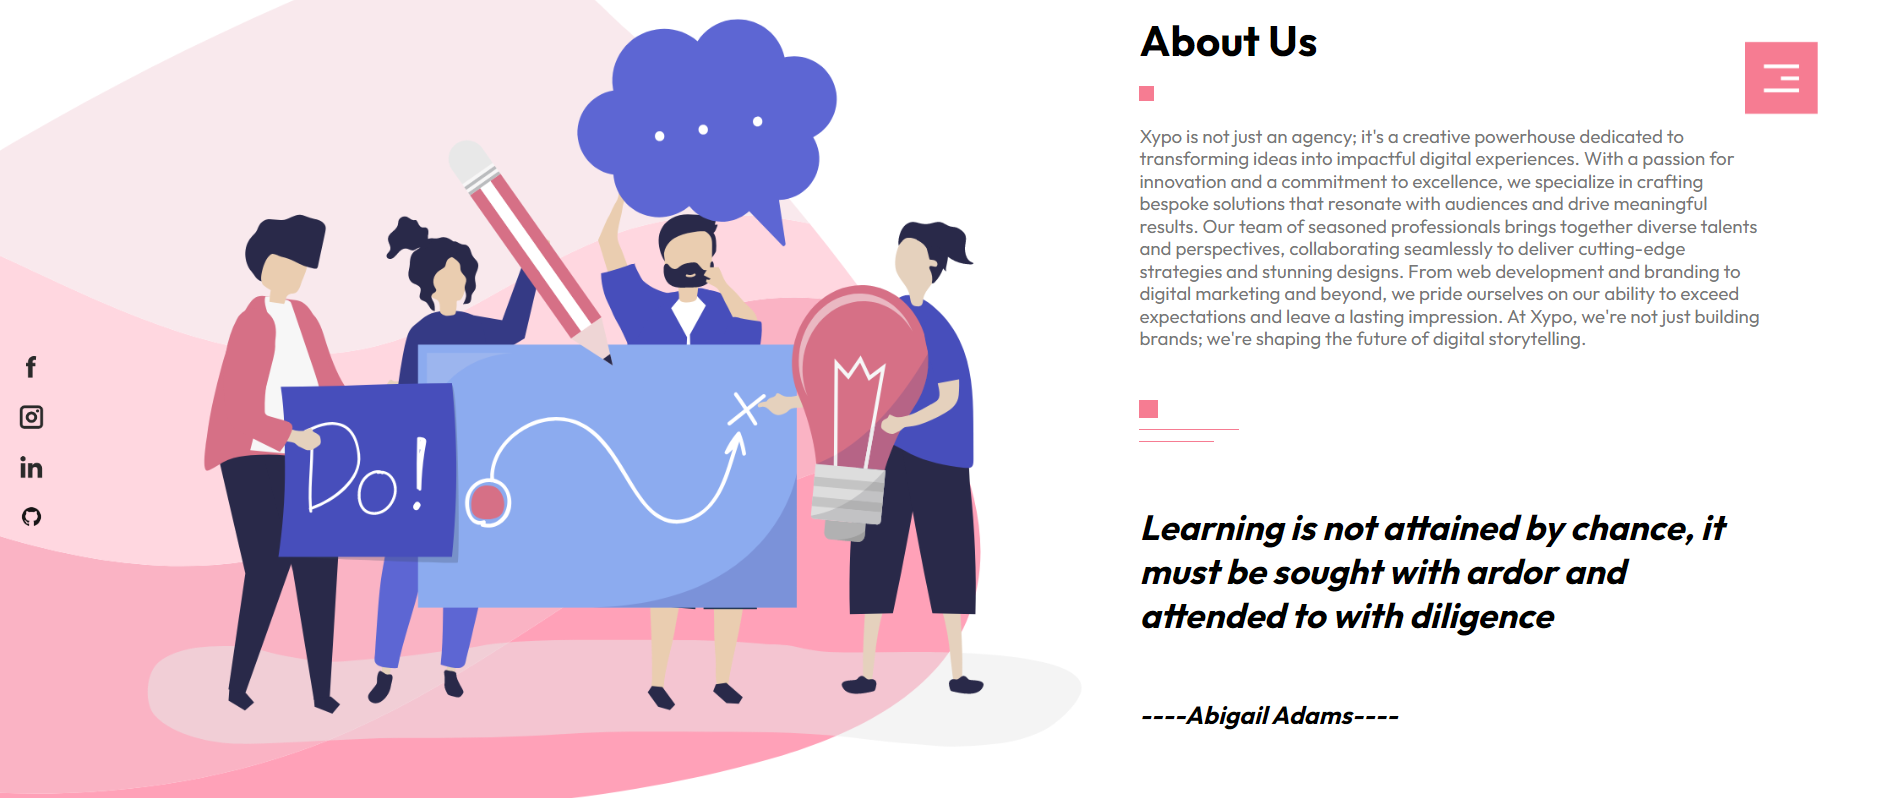 About Us
Xypo is not just an agency; it's a creative powerhouse dedicated to
transforming ideas into impactful digital experiences. With a passion for
innovation and a commitment to excellence, we specialize in crafting
bespoke solutions that resonate with audiences and drive meaningful
results. Our team of seasoned professionals brings together diverse talents
and perspectives, collaborating seamlessly to deliver cutting-edge
strategies and stunning designs. From web development and branding to
digital marketing and beyond, we pride ourselves on our ability to exceed
expectations and leave a lasting impression. At Xypo, we're not just building
brands; we're shaping the future of digital storytelling.
Do!
Learning is not attained by chance, it
must be sought with ardor and
attended to with diligence
----Abigail Adams----